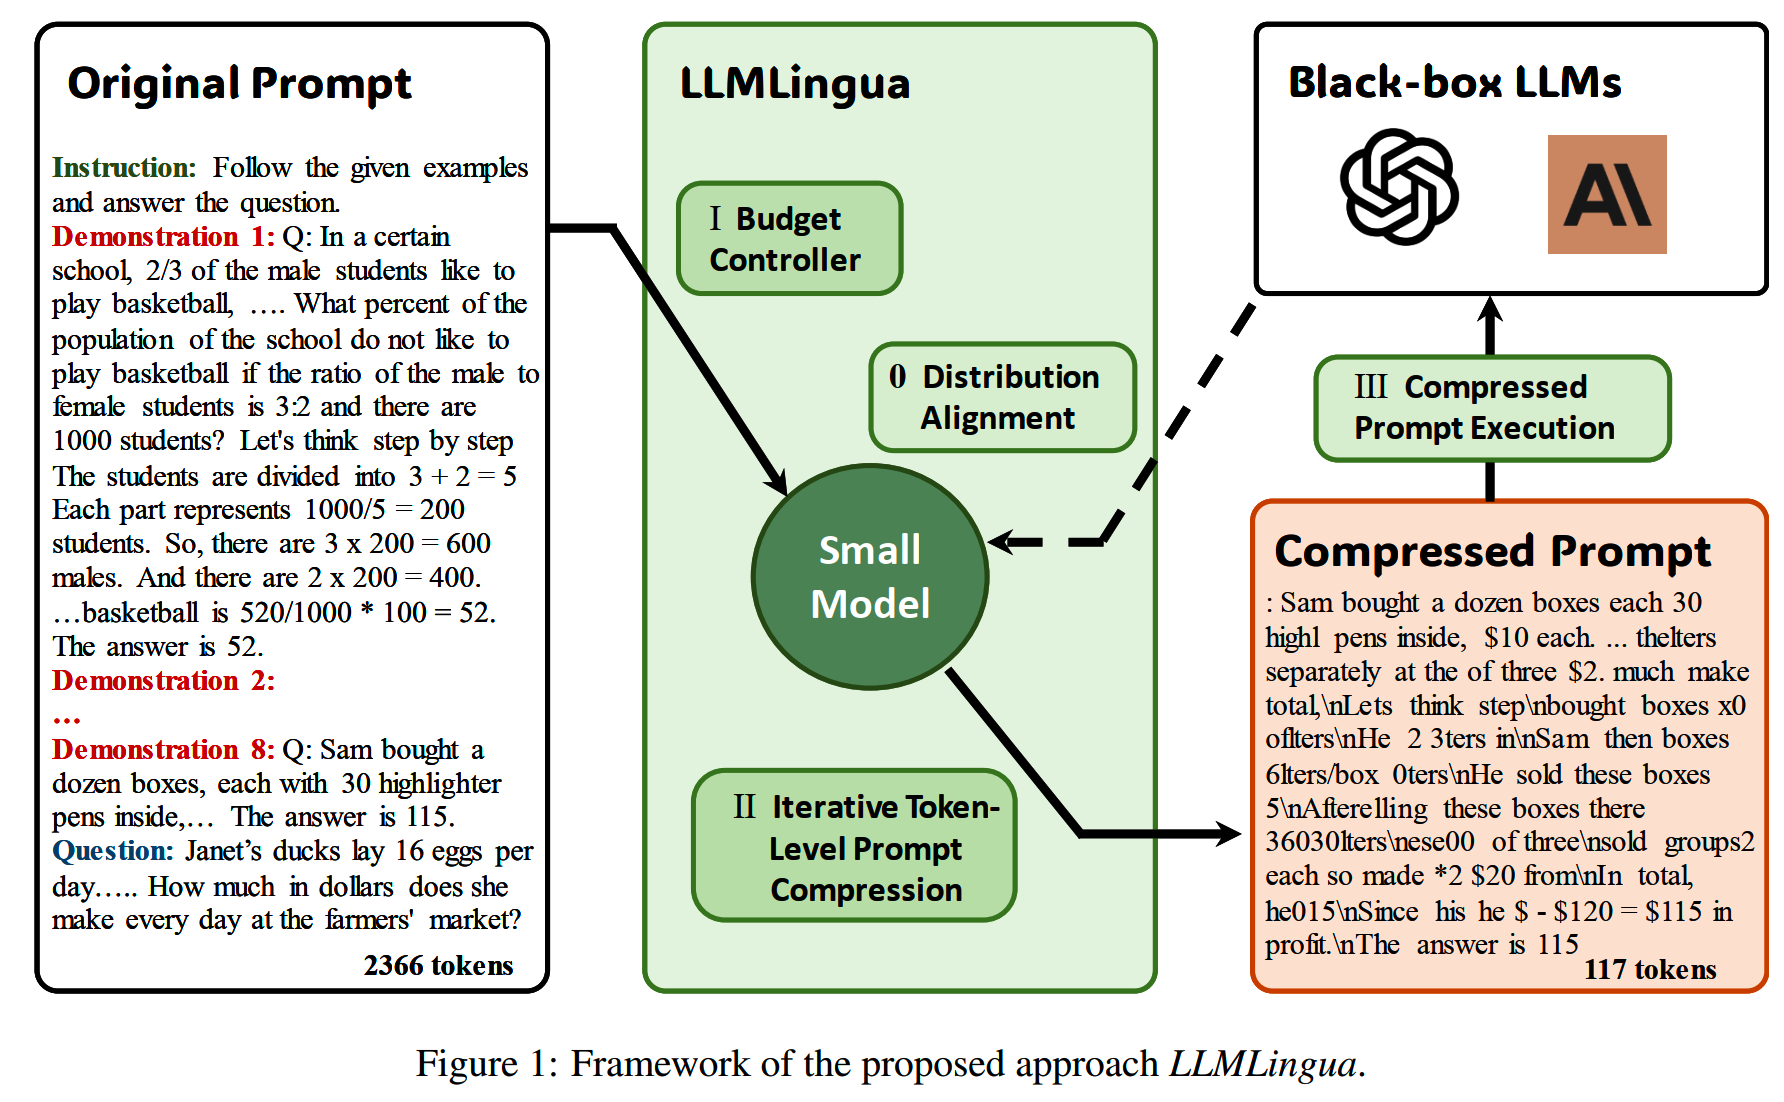 Original Prompt
Instruction: Follow the given examples
and answer the question.
Demonstration 1: Q: In a certain
school, 2/3 of the male students like to
play basketball, …. What percent of the
population of the school do not like to
play basketball if the ratio of the male to
female students is 3:2 and there are
1000 students? Let's think step by step
The students are divided into 3 + 2 = 5
Each part represents 1000/5 = 200
students. So, there are 3 x 200 = 600
males. And there are 2 x 200 = 400.
…basketball is 520/1000 * 100 = 52.
The answer is 52.
Demonstration 2:
…
Demonstration 8: Q: Sam bought a
dozen boxes, each with 30 highlighter
pens inside,… The answer is 115.
Question: Janet’s ducks lay 16 eggs per
day….. How much in dollars does she
make every day at the farmers' market?
2366 tokens
LLMLingua
I Budget
Controller
0 Distribution
Alignment
Small
Model
II Iterative Token-
Level Prompt
Compression
Black-box LLMs
III Compressed
Prompt Execution
Compressed Prompt
: Sam bought a dozen boxes each 30
highl pens inside, $10 each. ... thelters
separately at the of three $2. much make
total,\nLets think step\nbought boxes x0
oflters\nHe 2 3ters in\nSam then boxes
6lters/box 0ters\nHe sold these boxes
5\nAfterelling these boxes there
36030lters\nese00 of three\nsold groups2
each so made *2 $20 from\nIn total,
he015\nSince his he $ - $120 = $115 in
profit.\nThe answer is 115
117 tokens
Figure 1: Framework of the proposed approach LLMLingua.